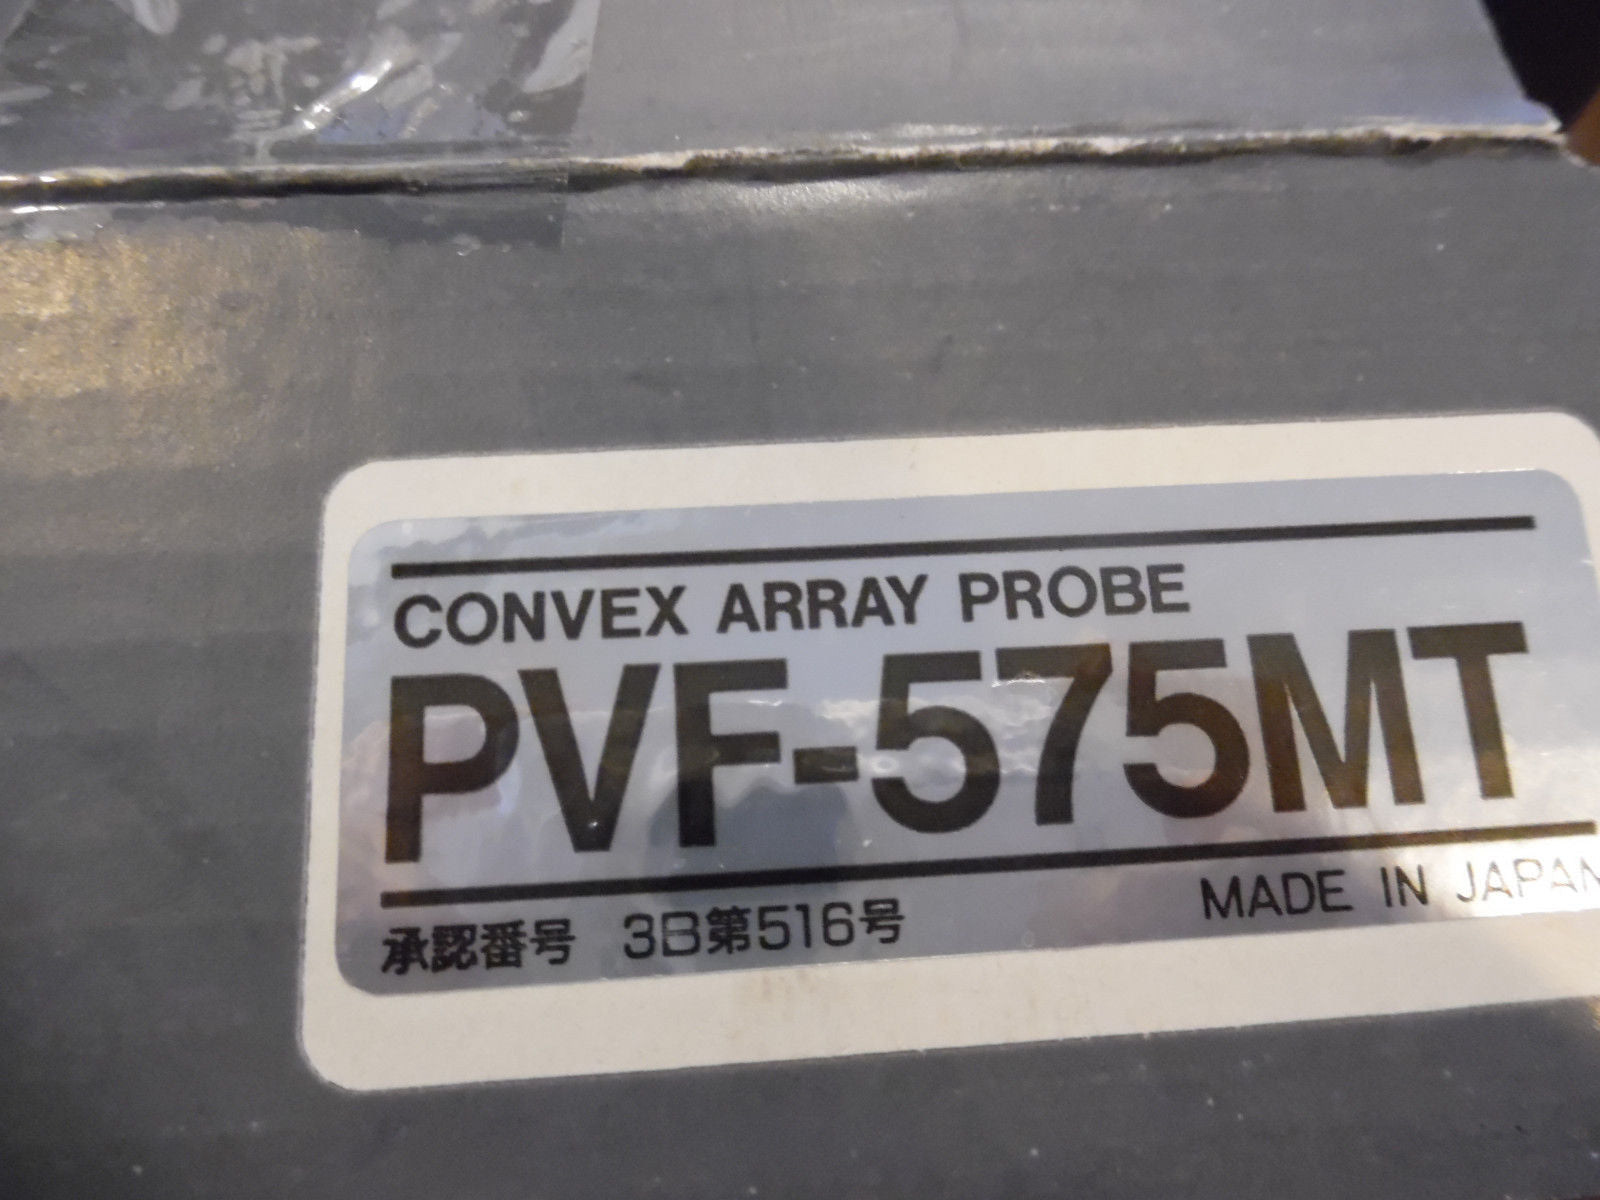 CONVEX ARRAY PROBE
PVF-575MT
承認番号 3B第516号 MADE IN JAPAN